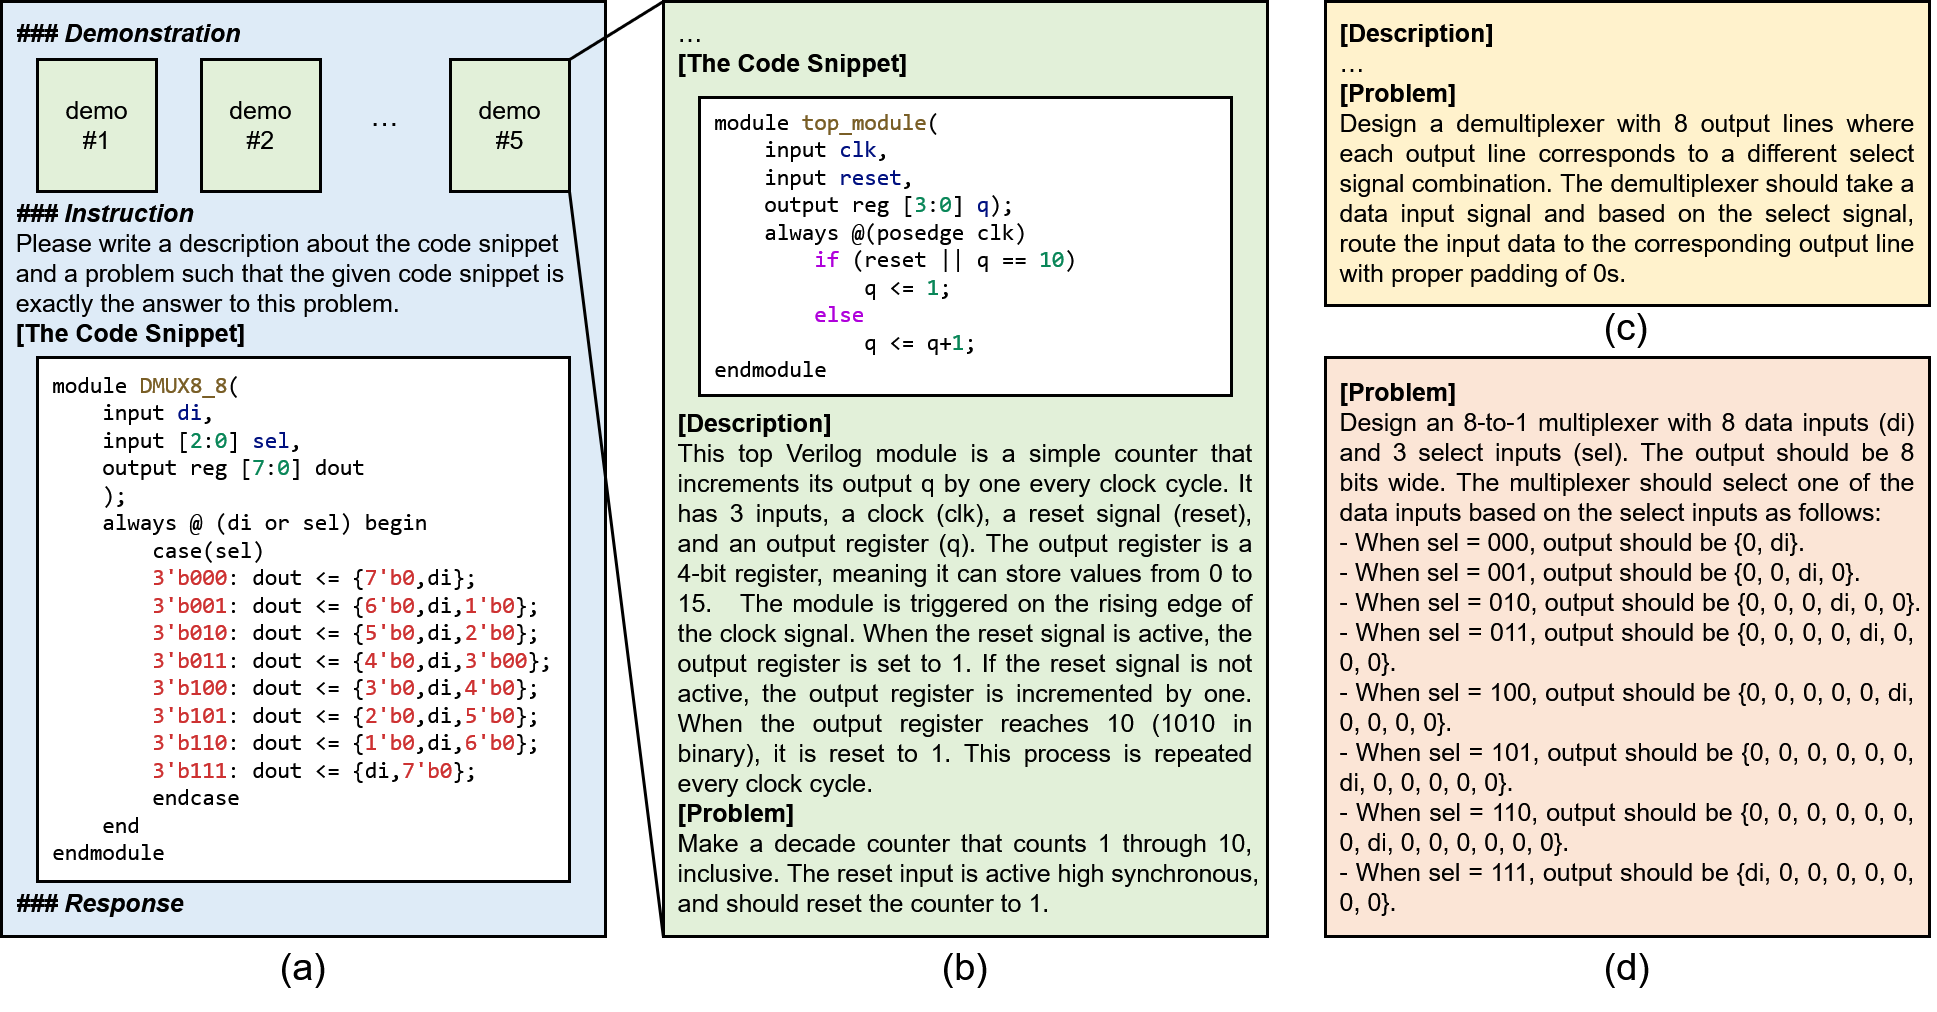 ### Demonstration
demo
#1
demo
#2
…
demo
#5
### Instruction
Please write a description about the code snippet
and a problem such that the given code snippet is
exactly the answer to this problem.
[The Code Snippet]
module DMUX8_8(
    input di,
    input [2:0] sel,
    output reg [7:0] dout
    );
    always @ (di or sel) begin
        case(sel)
        3'b000: dout <= {7'b0,di};
        3'b001: dout <= {6'b0,di,1'b0};
        3'b010: dout <= {5'b0,di,2'b0};
        3'b011: dout <= {4'b0,di,3'b00};
        3'b100: dout <= {3'b0,di,4'b0};
        3'b101: dout <= {2'b0,di,5'b0};
        3'b110: dout <= {1'b0,di,6'b0};
        3'b111: dout <= {di,7'b0};
        endcase
    end
endmodule
### Response
(a)
…
[The Code Snippet]
module top_module(
    input clk,
    input reset,
    output reg [3:0] q);
    always @(posedge clk)
        if (reset || q == 10)
            q <= 1;
        else
            q <= q+1;
endmodule
[Description]
This top Verilog module is a simple counter that
increments its output q by one every clock cycle. It
has 3 inputs, a clock (clk), a reset signal (reset),
and an output register (q). The output register is a
4-bit register, meaning it can store values from 0 to
15. The module is triggered on the rising edge of
the clock signal. When the reset signal is active, the
output register is set to 1. If the reset signal is not
active, the output register is incremented by one.
When the output register reaches 10 (1010 in
binary), it is reset to 1. This process is repeated
every clock cycle.
[Problem]
Make a decade counter that counts 1 through 10,
inclusive. The reset input is active high synchronous,
and should reset the counter to 1.
(b)
[Description]
…
[Problem]
Design a demultiplexer with 8 output lines where
each output line corresponds to a different select
signal combination. The demultiplexer should take a
data input signal and based on the select signal,
route the input data to the corresponding output line
with proper padding of 0s.
(c)
[Problem]
Design an 8-to-1 multiplexer with 8 data inputs (di)
and 3 select inputs (sel). The output should be 8
bits wide. The multiplexer should select one of the
data inputs based on the select inputs as follows:
- When sel = 000, output should be {0, di}.
- When sel = 001, output should be {0, 0, di, 0}.
- When sel = 010, output should be {0, 0, 0, di, 0, 0}.
- When sel = 011, output should be {0, 0, 0, 0, di, 0,
0, 0}.
- When sel = 100, output should be {0, 0, 0, 0, 0, di,
0, 0, 0, 0}.
- When sel = 101, output should be {0, 0, 0, 0, 0, 0,
di, 0, 0, 0, 0, 0}.
- When sel = 110, output should be {0, 0, 0, 0, 0, 0,
0, di, 0, 0, 0, 0, 0, 0}.
- When sel = 111, output should be {di, 0, 0, 0, 0, 0,
0, 0}.
(d)